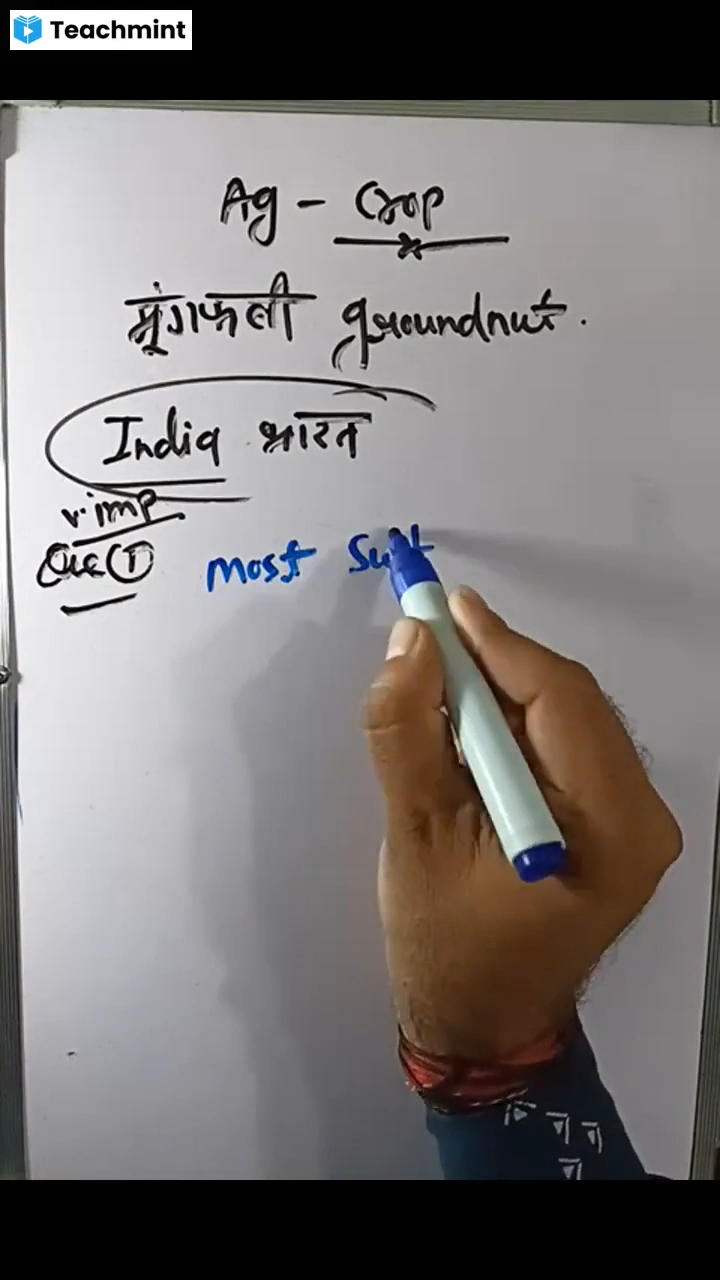 Teachmint
Ag - Crop
मूंगफली groundnut.
India भारत
v.imp
Que ① most